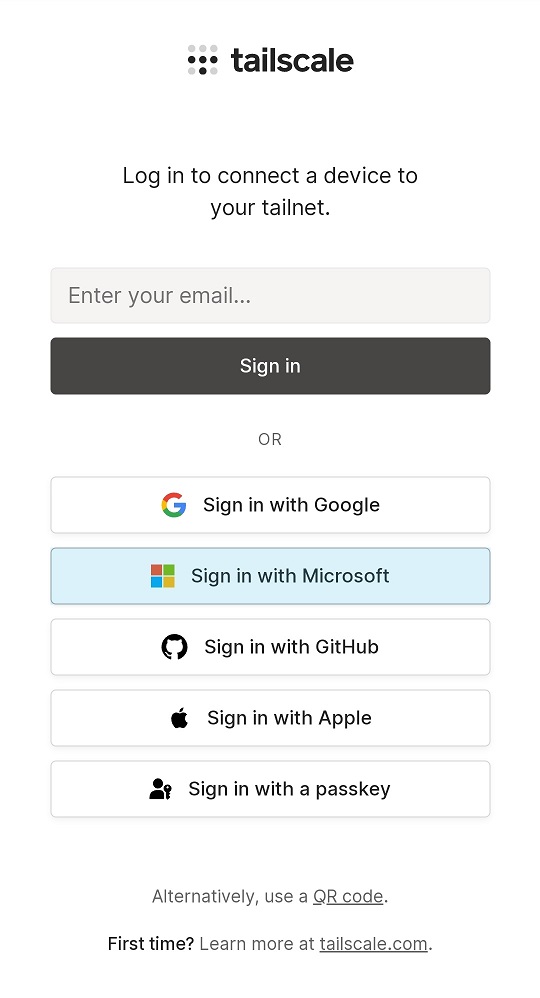 tailscale
Log in to connect a device to
your tailnet.
Enter your email...
Sign in
OR
Sign in with Google
Sign in with Microsoft
Sign in with GitHub
Sign in with Apple
Sign in with a passkey
Alternatively, use a QR code.
First time? Learn more at tailscale.com.